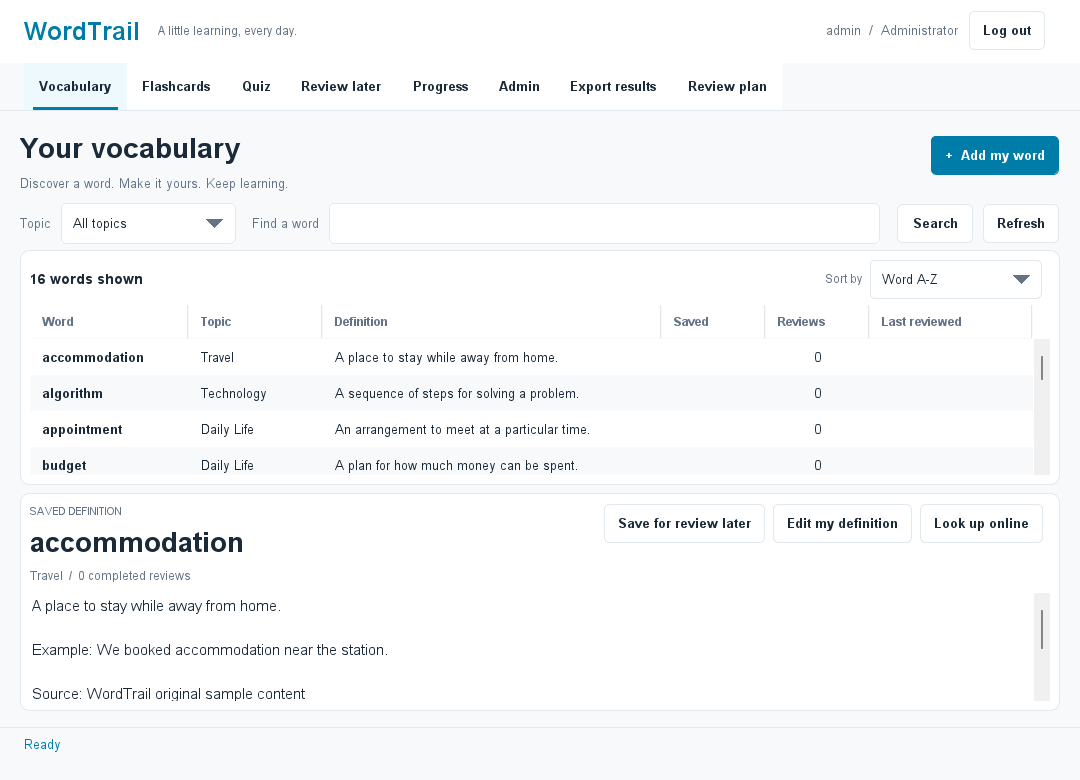 WordTrail A little learning, every day. admin / Administrator Log out
Vocabulary Flashcards Quiz Review later Progress Admin Export results Review plan
Your vocabulary
+ Add my word
Discover a word. Make it yours. Keep learning.
Topic All topics Find a word Search Refresh
16 words shown Sort by Word A-Z
Word Topic Definition Saved Reviews Last reviewed
accommodation Travel A place to stay while away from home. 0
algorithm Technology A sequence of steps for solving a problem. 0
appointment Daily Life An arrangement to meet at a particular time. 0
budget Daily Life A plan for how much money can be spent. 0
SAVED DEFINITION
Save for review later Edit my definition Look up online
accommodation
Travel / 0 completed reviews
A place to stay while away from home.
Example: We booked accommodation near the station.
Source: WordTrail original sample content
Ready